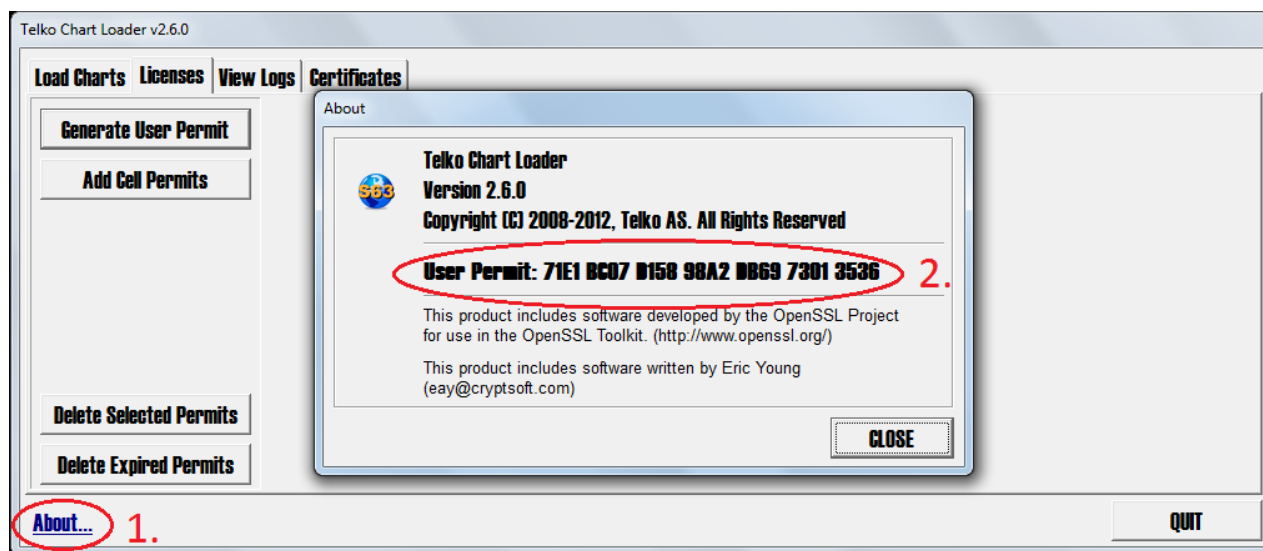 Telko Chart Loader v2.6.0
Load Charts Licenses View Logs Certificates
Generate User Permit
Add Cell Permits
Delete Selected Permits
Delete Expired Permits
About
S63
Telko Chart Loader
Version 2.6.0
Copyright (C) 2008-2012, Telko AS. All Rights Reserved
User Permit: 71E1 BC07 D158 98A2 DB69 7301 3536 2.
This product includes software developed by the OpenSSL Project
for use in the OpenSSL Toolkit. (http://www.openssl.org/)
This product includes software written by Eric Young
(eay@cryptsoft.com)
CLOSE
About... 1.
QUIT